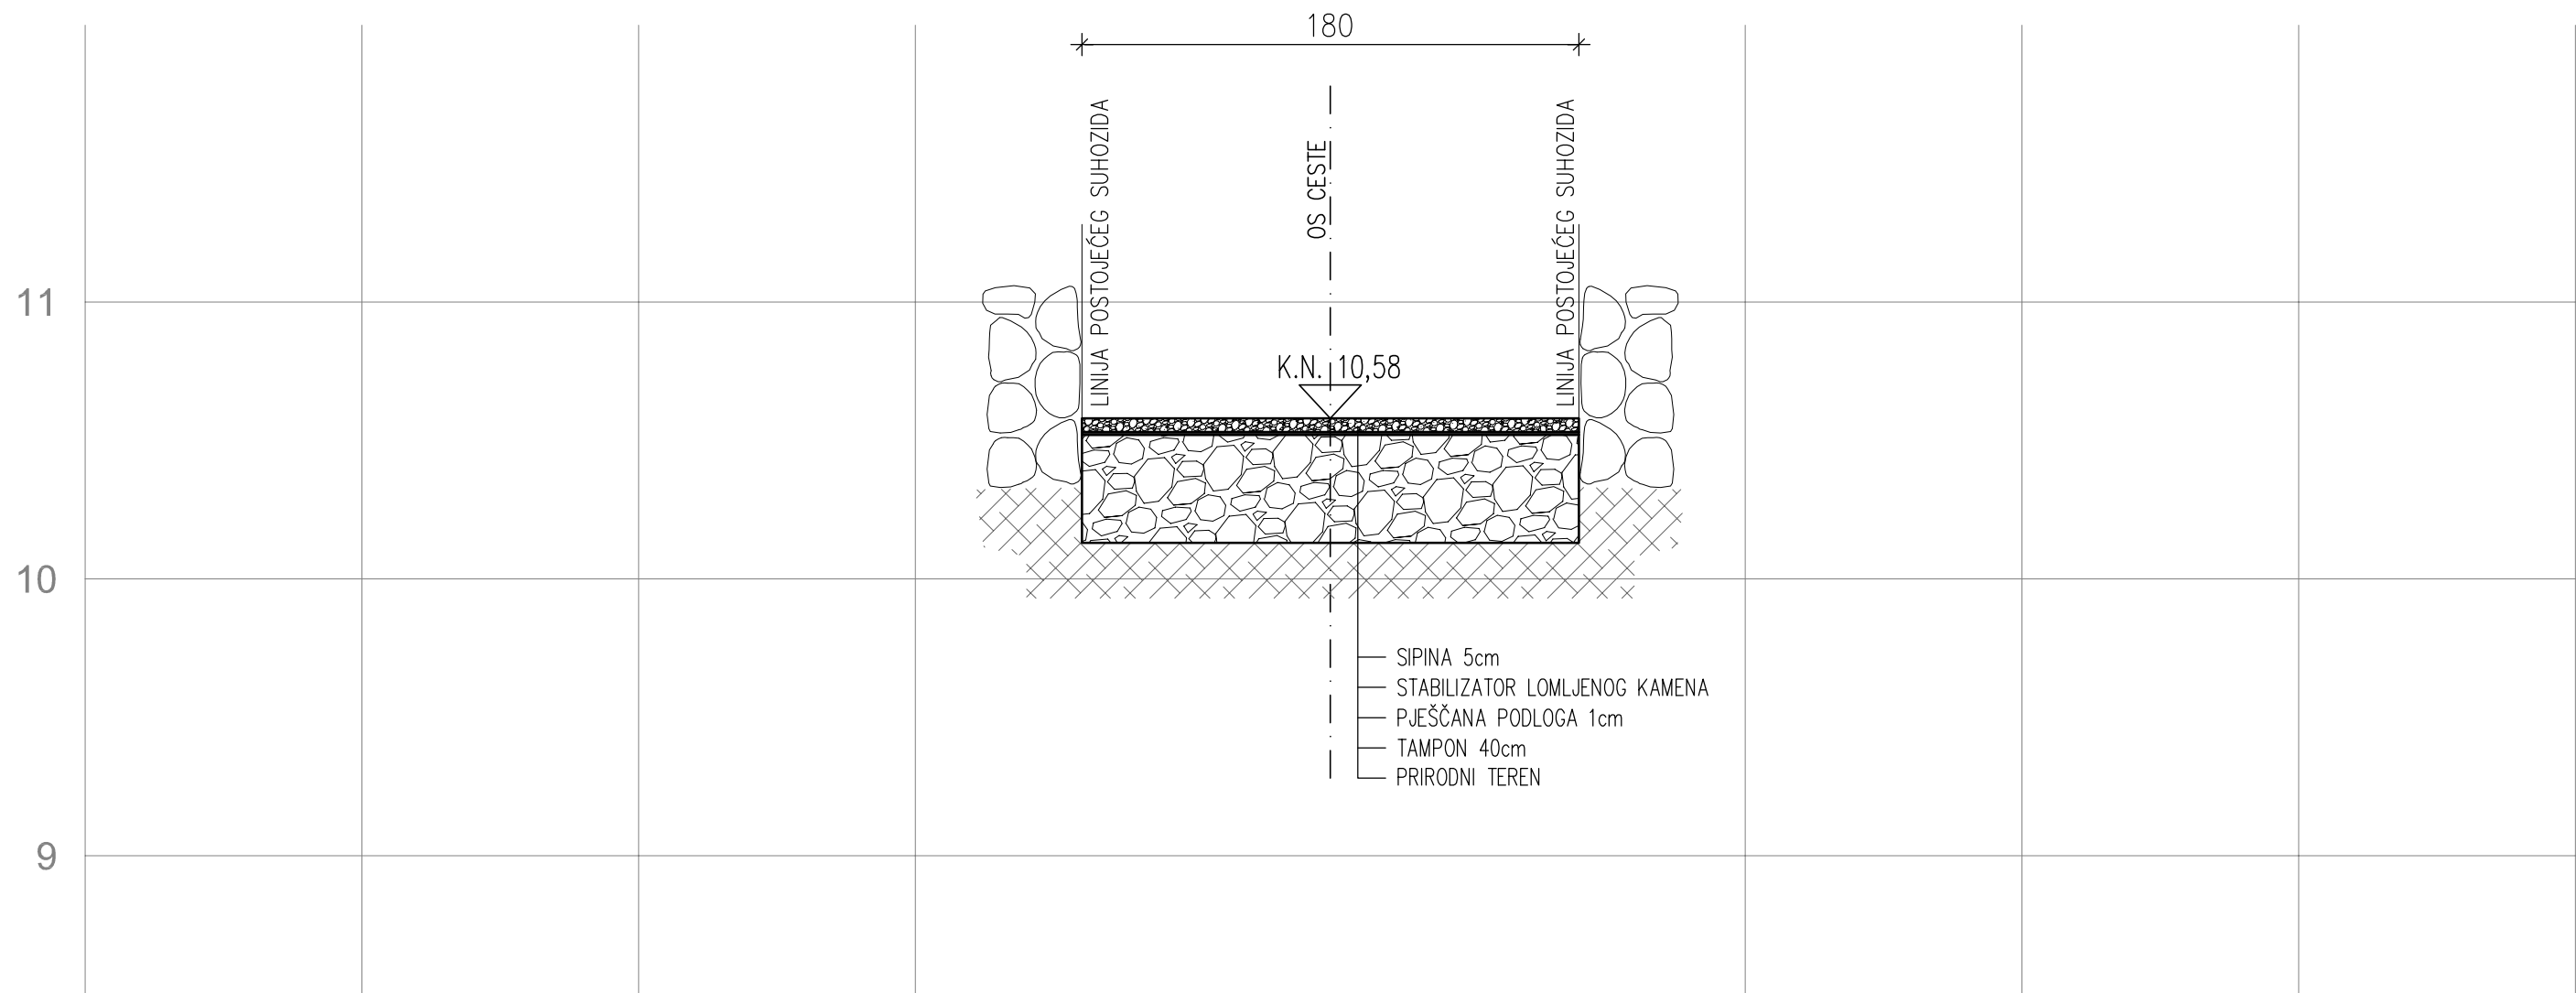 180
LINIJA POSTOJEĆEG SUHOZIDA
OS CESTE
LINIJA POSTOJEĆEG SUHOZIDA
11
K.N. 10,58
10
SIPINA 5cm
STABILIZATOR LOMLJENOG KAMENA
PJEŠČANA PODLOGA 1cm
TAMPON 40cm
PRIRODNI TEREN
9